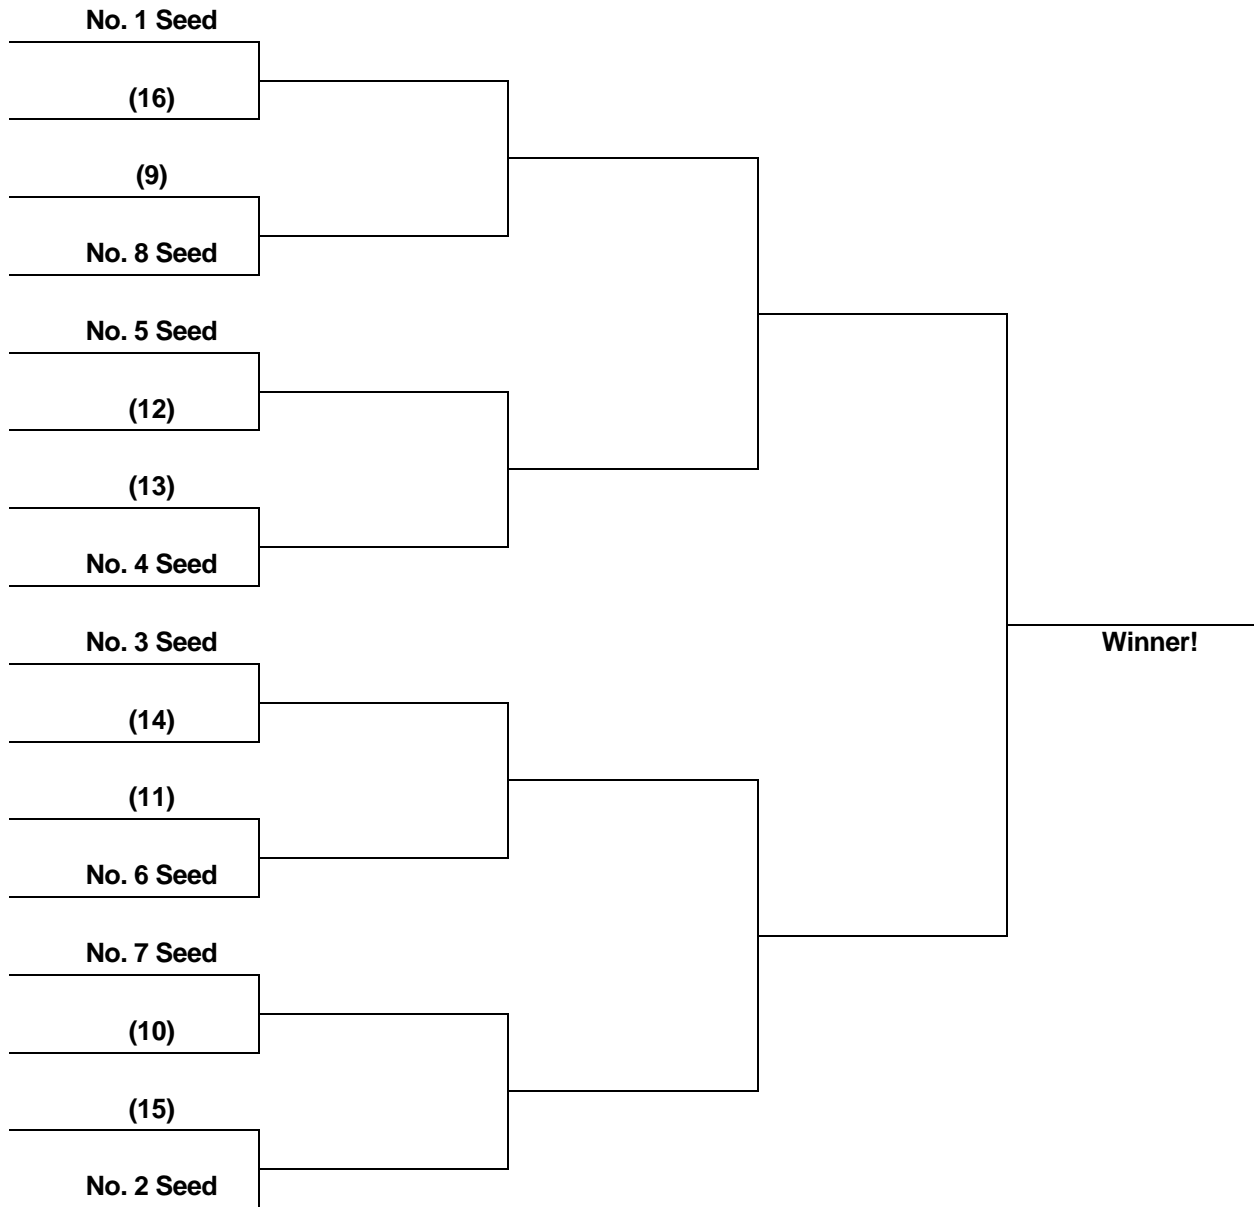 No. 1 Seed
(16)
(9)
No. 8 Seed
No. 5 Seed
(12)
(13)
No. 4 Seed
No. 3 Seed
Winner!
(14)
(11)
No. 6 Seed
No. 7 Seed
(10)
(15)
No. 2 Seed